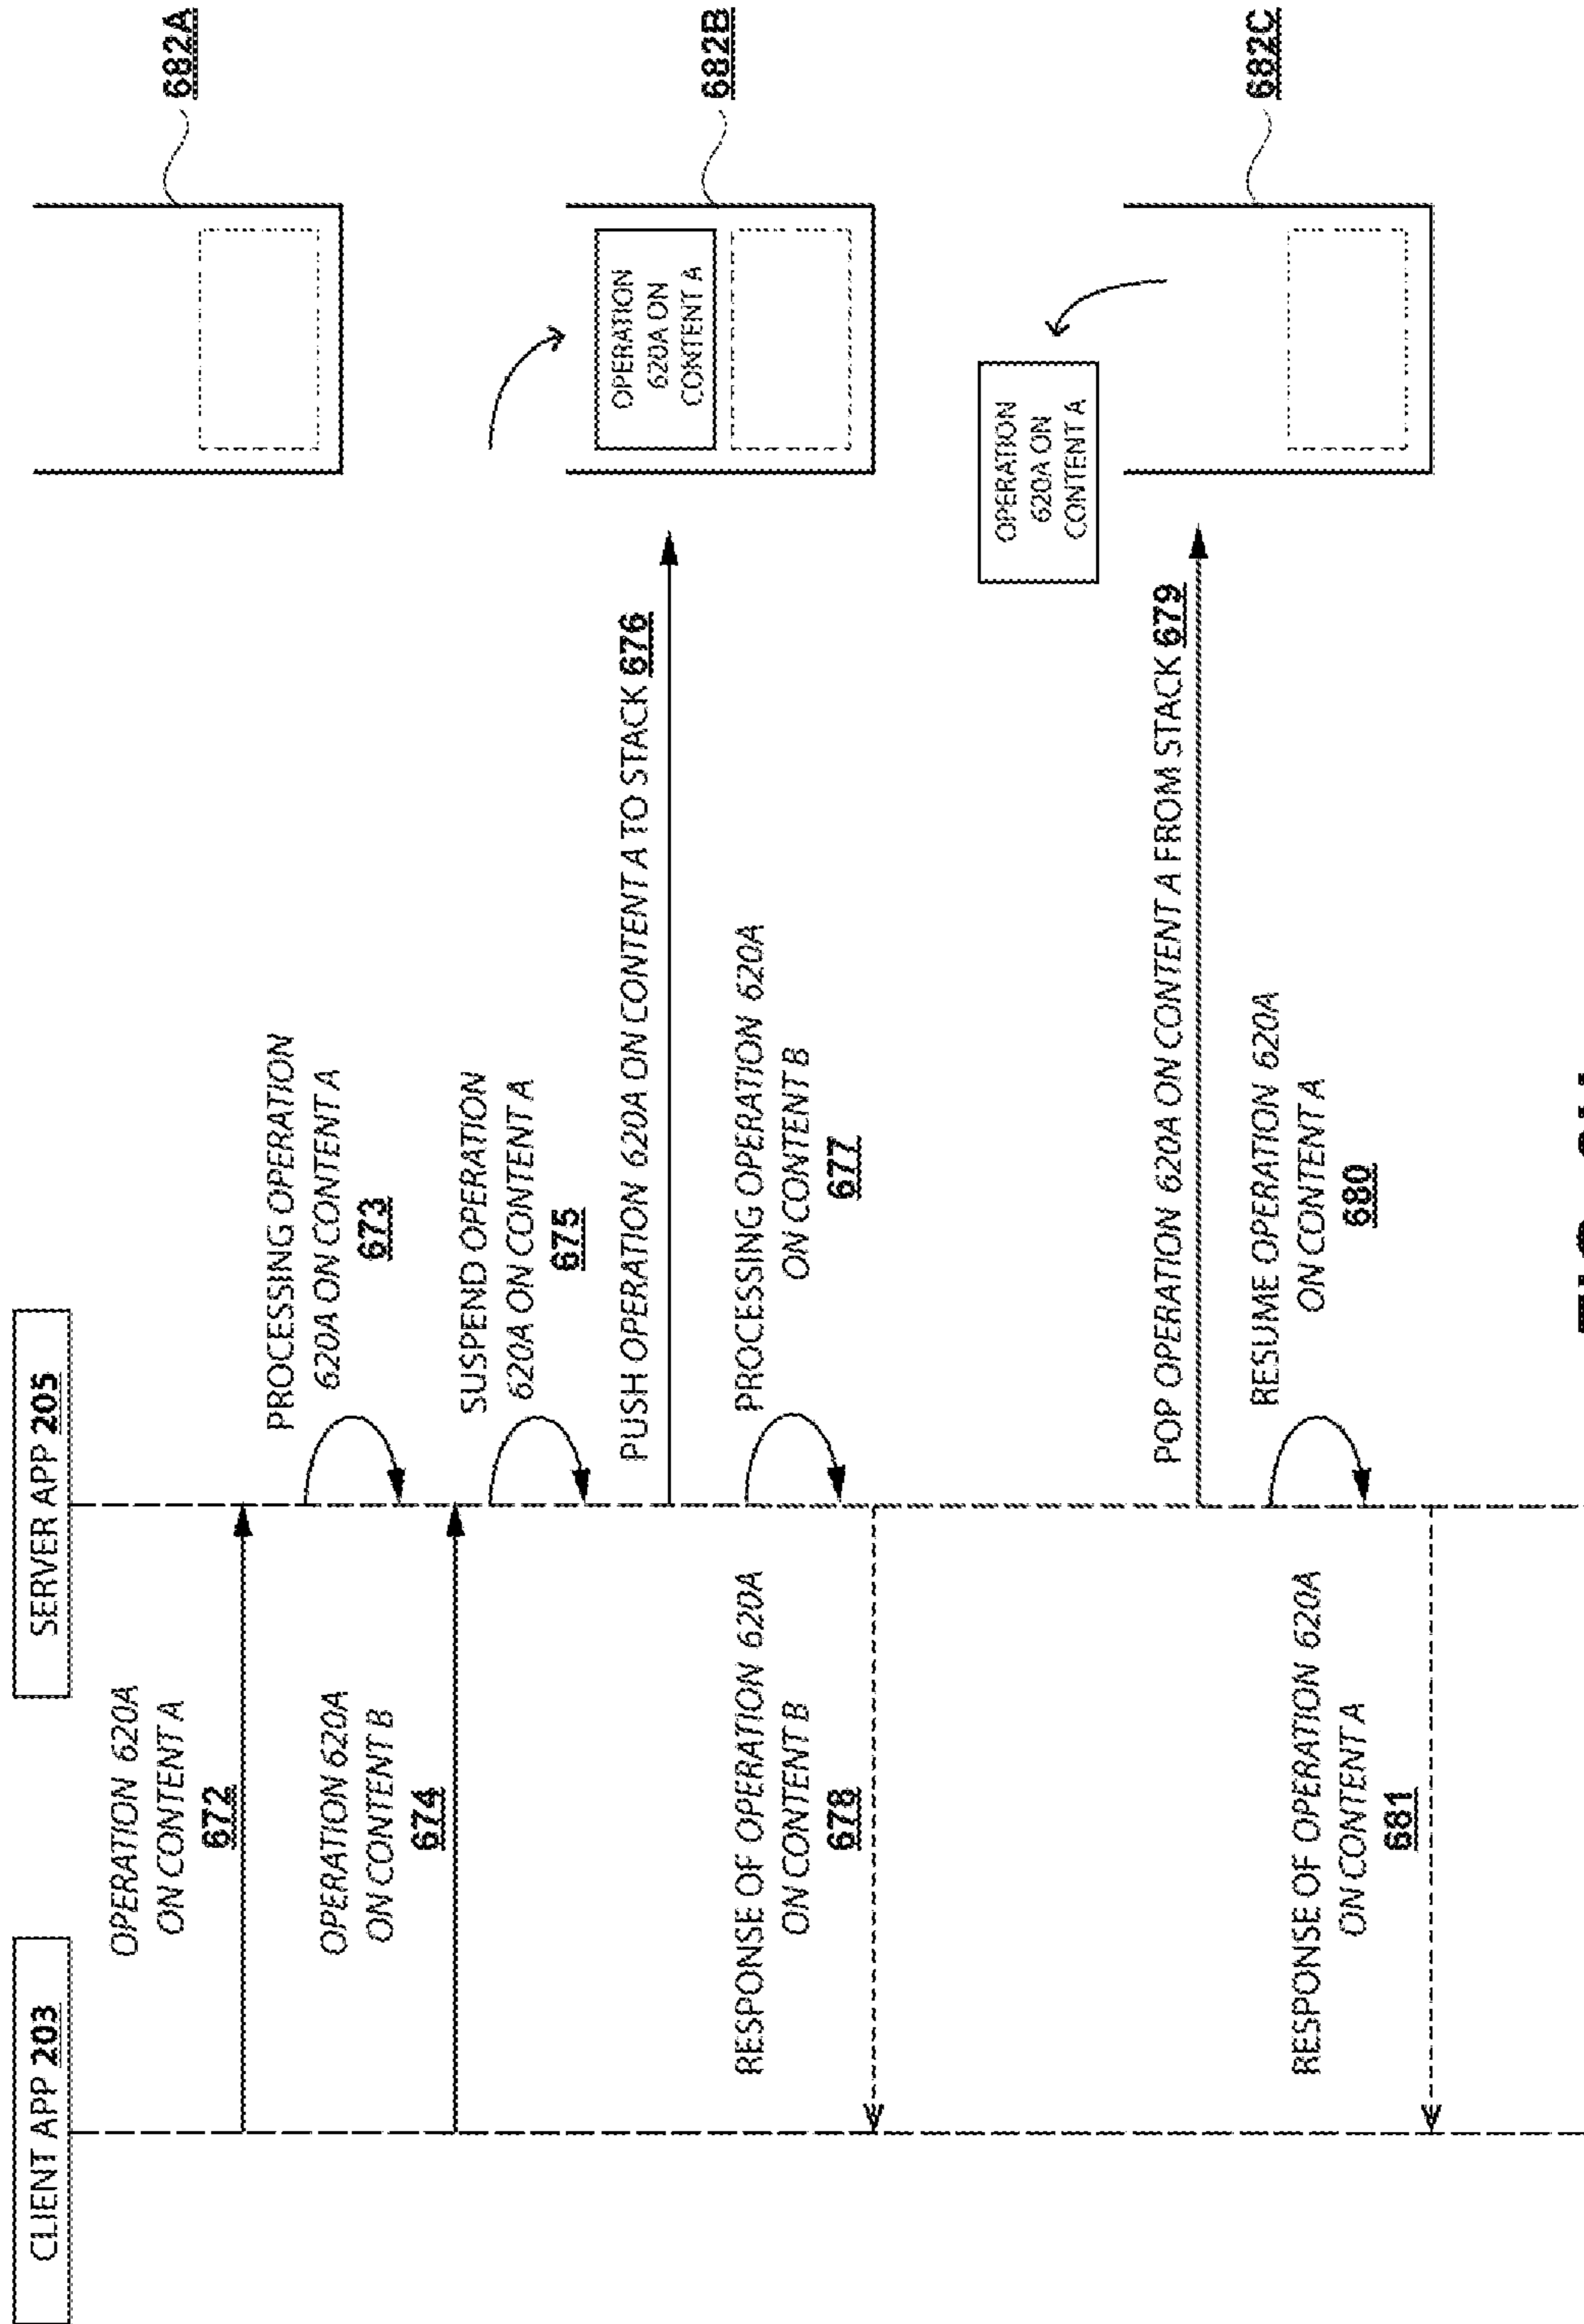 CLIENT APP 203
SERVER APP 205
OPERATION 620A
ON CONTENT A
672
PROCESSING OPERATION
620A ON CONTENT A
673
682A
OPERATION 620A
ON CONTENT B
674
SUSPEND OPERATION
620A ON CONTENT A
675
PUSH OPERATION 620A ON CONTENT A TO STACK 676
OPERATION
620A ON
CONTENT A
682B
PROCESSING OPERATION 620A
ON CONTENT B
677
RESPONSE OF OPERATION 620A
ON CONTENT B
678
POP OPERATION 620A ON CONTENT A FROM STACK 679
OPERATION
620A ON
CONTENT A
682C
RESUME OPERATION 620A
ON CONTENT A
680
RESPONSE OF OPERATION 620A
ON CONTENT A
681